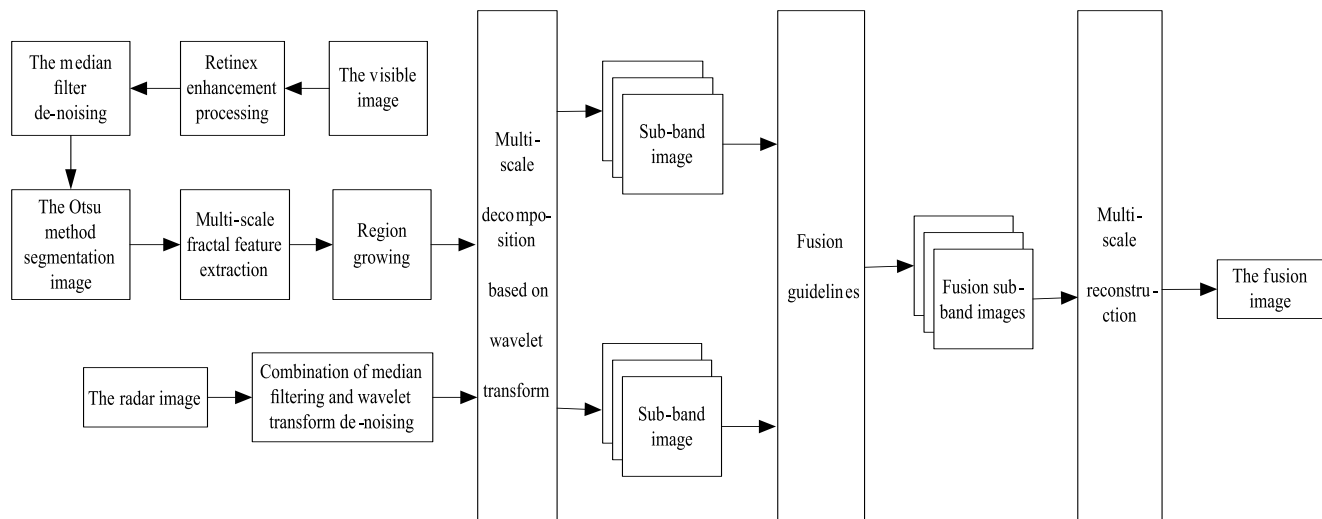 The median
filter
de-noising
Retinex
enhancement
processing
The visible
image
The Otsu
method
segmentation
image
Multi-scale
fractal feature
extraction
Region
growing
The radar image
Combination of median
filtering and wavelet
transform de-noising
Multi-
scale
decompo-
sition
based on
wavelet
transform
Sub-band
image
Sub-band
image
Fusion
guidelines
Fusion sub-
band images
Multi-
scale
reconstru-
ction
The fusion
image